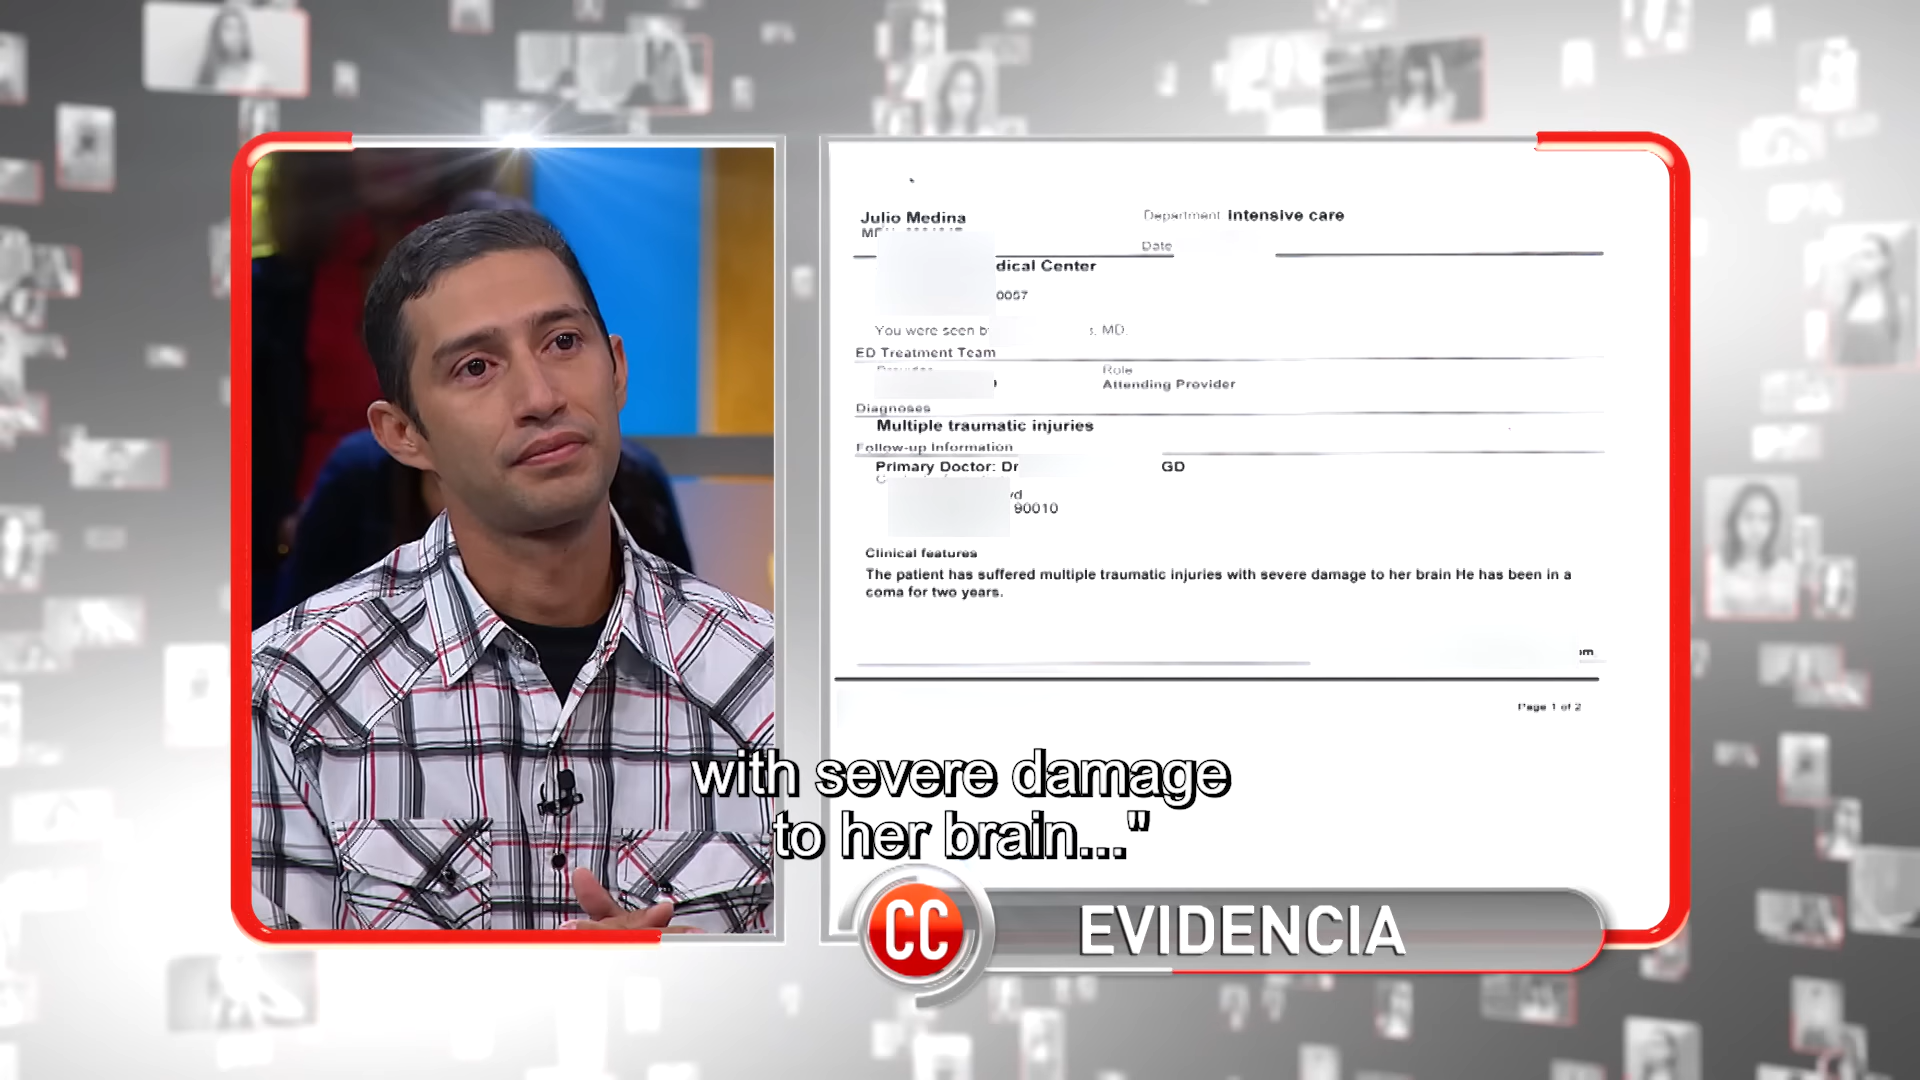 Julio Medina
Department Intensive care
Date
dical Center
0057
You were seen b s, MD.
ED Treatment Team
Role
Attending Provider
Diagnoses
Multiple traumatic injuries
Follow-up Information
Primary Doctor: Dr GD
vd
90010
Clinical features
The patient has suffered multiple traumatic injuries with severe damage to her brain He has been in a
coma for two years.
om
Page 1 of 2
with severe damage
to her brain..."
CC EVIDENCIA